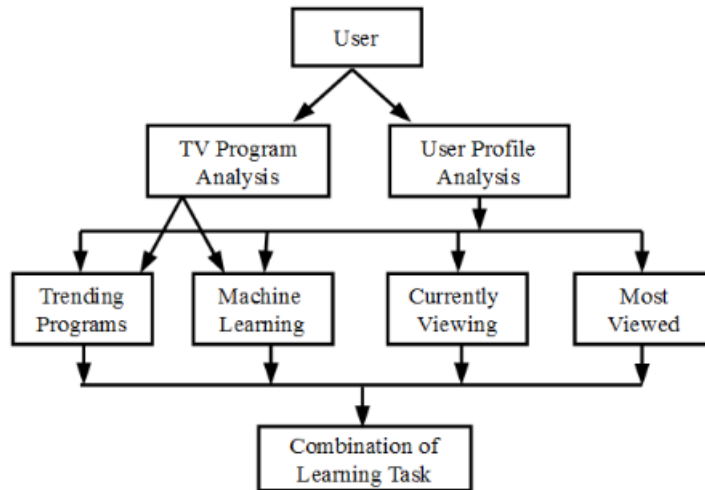 User
TV Program
Analysis
User Profile
Analysis
Trending
Programs
Machine
Learning
Currently
Viewing
Most
Viewed
Combination of
Learning Task